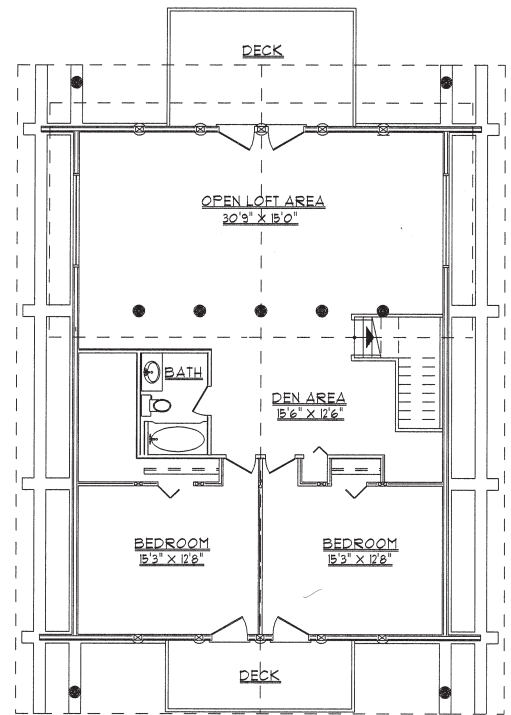 DECK
OPEN LOFT AREA
30'9" X 15'0"
BATH
DEN AREA
15'6" X 12'6"
BEDROOM
15'3" X 12'8"
BEDROOM
15'3" X 12'8"
DECK